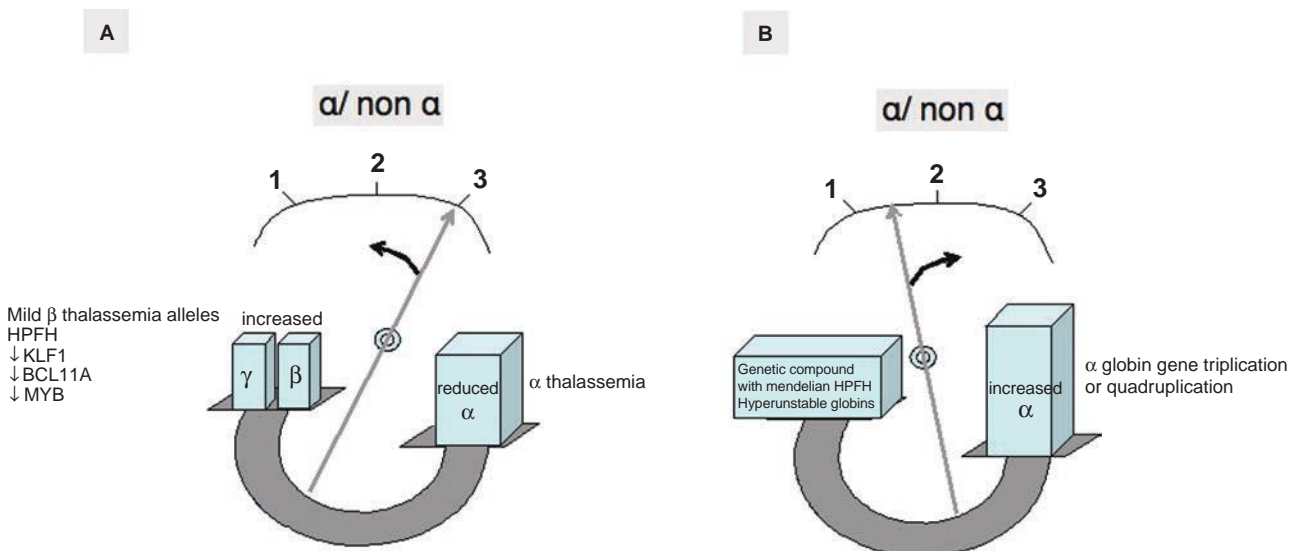 A
α/ non α
1
2
3
Mild β thalassemia alleles
HPFH
↓ KLF1
↓ BCL11A
↓ MYB
increased
γ
β
reduced
α
α thalassemia
B
α/ non α
1
2
3
Genetic compound
with mendelian HPFH
Hyperunstable globins
increased
α
α globin gene triplication
or quadruplication